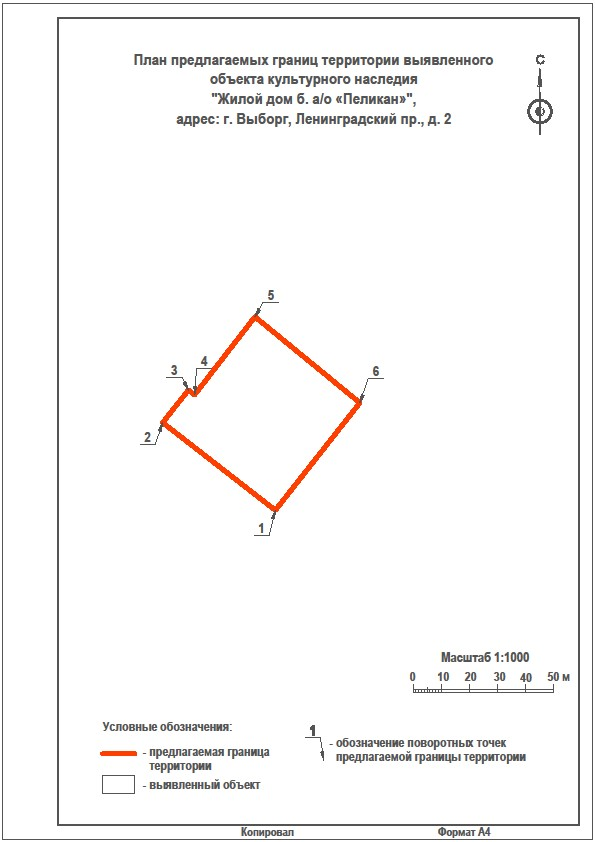 План предлагаемых границ территории выявленного
объекта культурного наследия
"Жилой дом б. а/о «Пеликан»",
адрес: г. Выборг, Ленинградский пр., д. 2
С
5
4
3
6
2
1
Масштаб 1:1000
0 10 20 30 40 50 м
Условные обозначения:
- предлагаемая граница
территории
- выявленный объект
1
- обозначение поворотных точек
предлагаемой границы территории
Копировал Формат А4